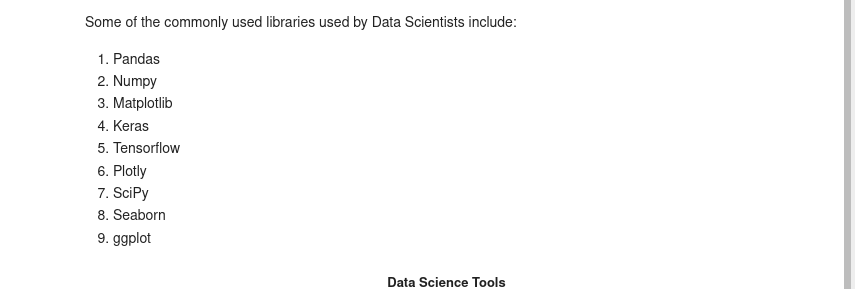 Some of the commonly used libraries used by Data Scientists include:
1. Pandas
2. Numpy
3. Matplotlib
4. Keras
5. Tensorflow
6. Plotly
7. SciPy
8. Seaborn
9. ggplot
Data Science Tools